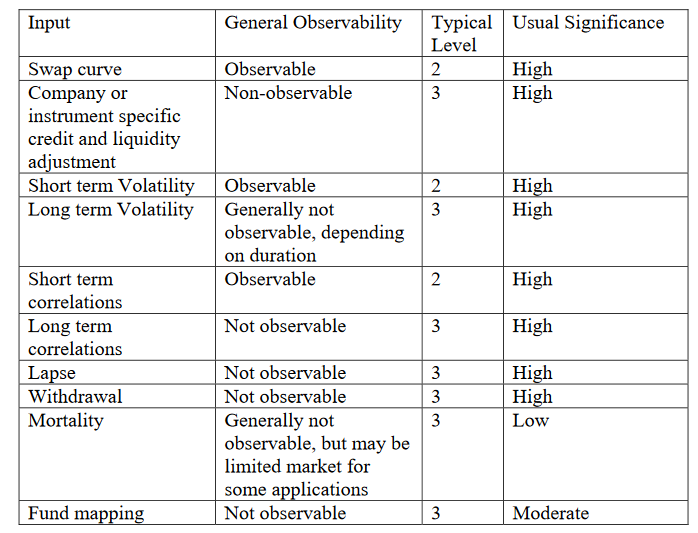 Input General Observability Typical Level Usual Significance
Swap curve Observable 2 High
Company or instrument specific credit and liquidity adjustment Non-observable 3 High
Short term Volatility Observable 2 High
Long term Volatility Generally not observable, depending on duration 3 High
Short term correlations Observable 2 High
Long term correlations Not observable 3 High
Lapse Not observable 3 High
Withdrawal Not observable 3 High
Mortality Generally not observable, but may be limited market for some applications 3 Low
Fund mapping Not observable 3 Moderate